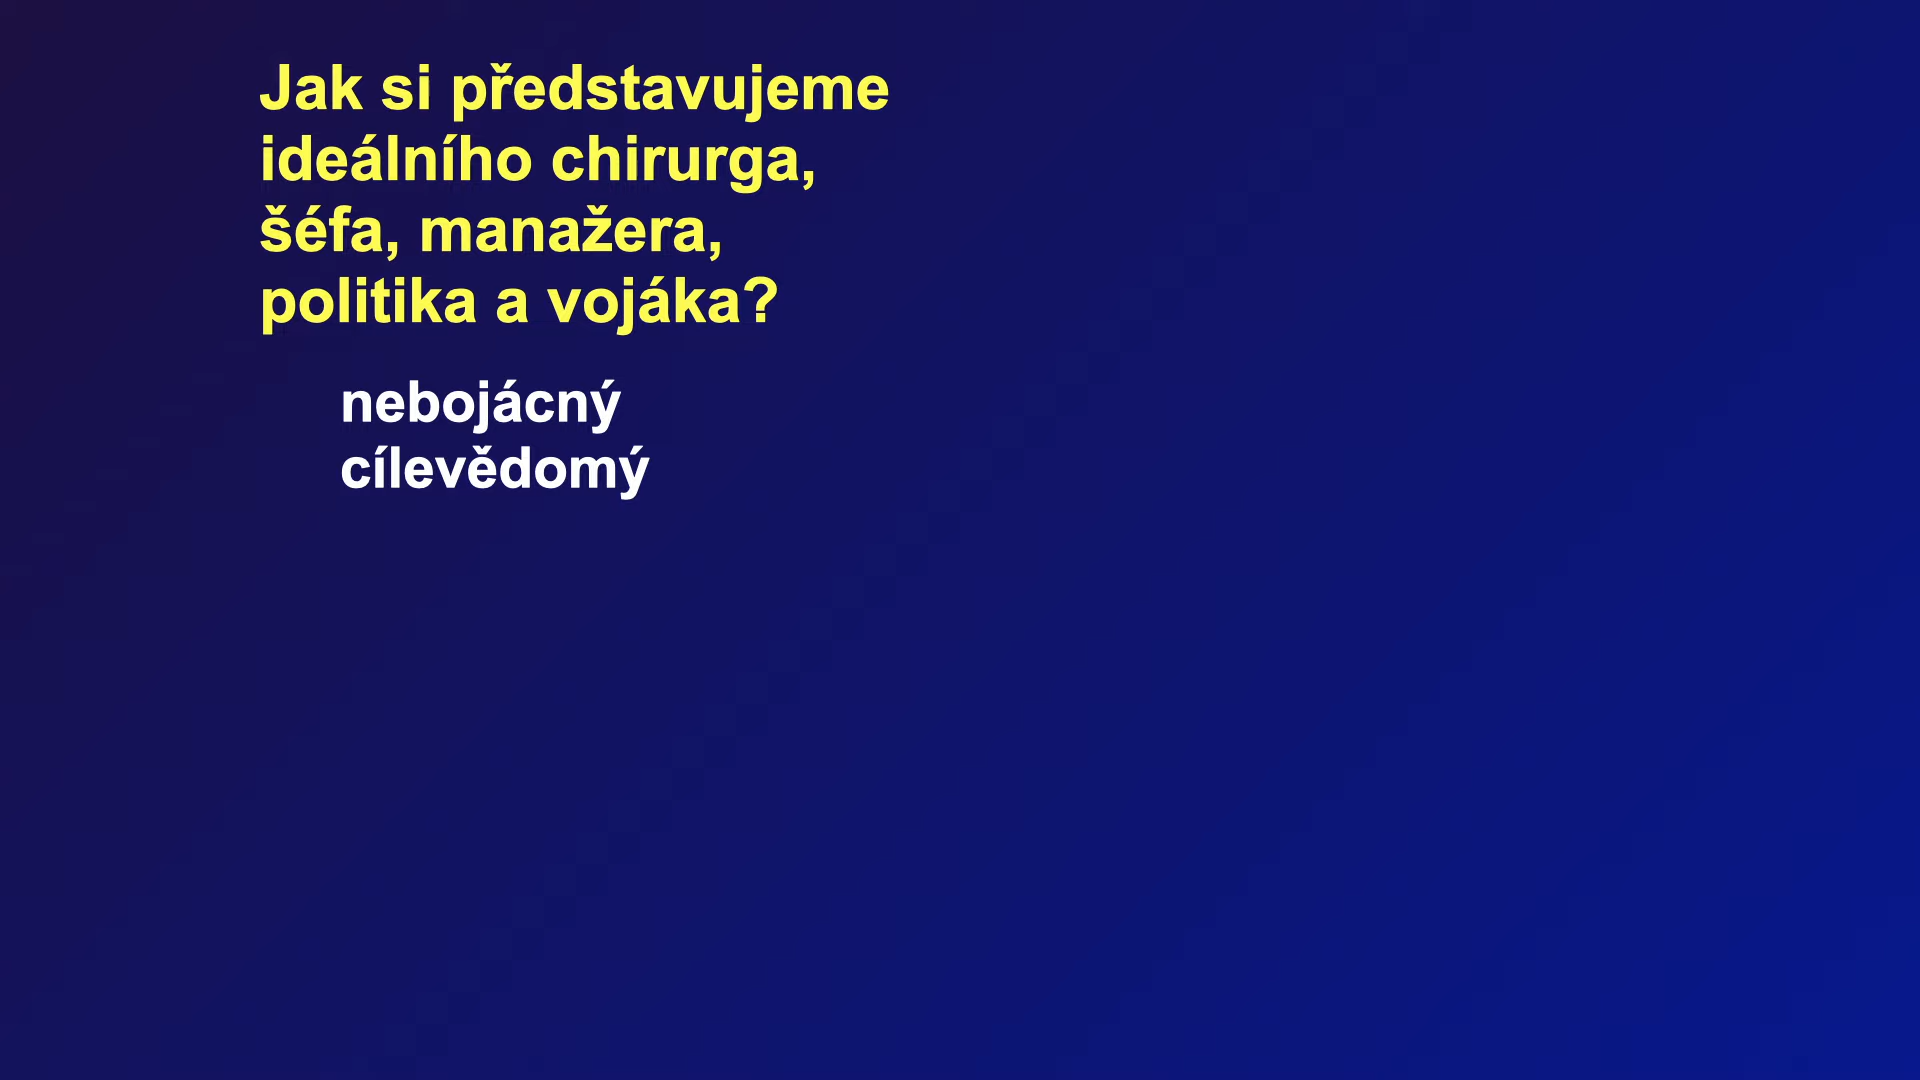 Jak si představujeme
ideálního chirurga,
šéfa, manažera,
politika a vojáka?
nebojácný
cílevědomý